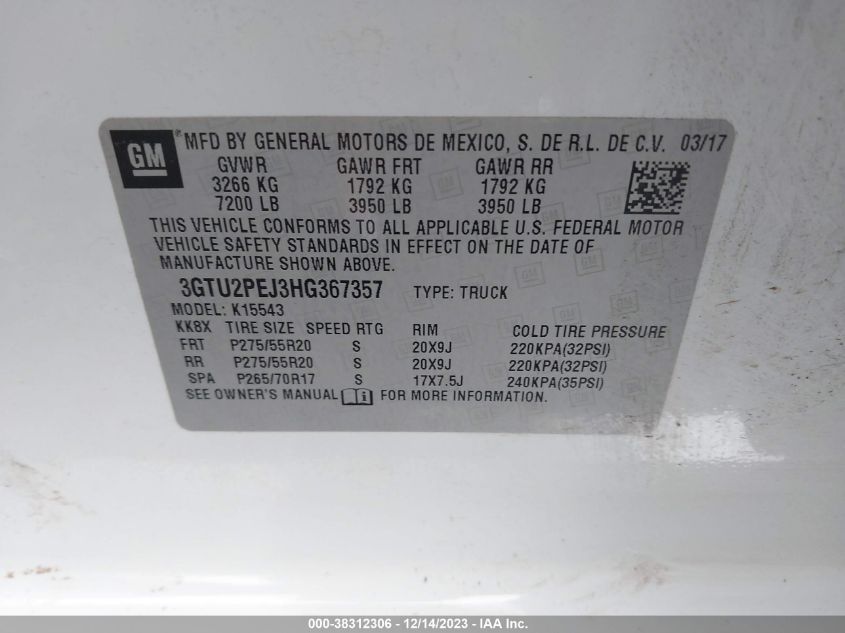 GM ® MFD BY GENERAL MOTORS DE MEXICO, S. DE R.L. DE C.V. 03/17
GVWR GAWR FRT GAWR RR
3266 KG 1792 KG 1792 KG
7200 LB 3950 LB 3950 LB
THIS VEHICLE CONFORMS TO ALL APPLICABLE U.S. FEDERAL MOTOR
VEHICLE SAFETY STANDARDS IN EFFECT ON THE DATE OF
MANUFACTURE SHOWN ABOVE.
3GTU2PEJ3HG367357 TYPE: TRUCK
MODEL: K15543
KK8X TIRE SIZE SPEED RTG RIM COLD TIRE PRESSURE
FRT P275/55R20 S 20X9J 220KPA(32PSI)
RR P275/55R20 S 20X9J 220KPA(32PSI)
SPA P265/70R17 S 17X7.5J 240KPA(35PSI)
SEE OWNER'S MANUAL i FOR MORE INFORMATION.
000-38312306 - 12/14/2023 - IAA Inc.